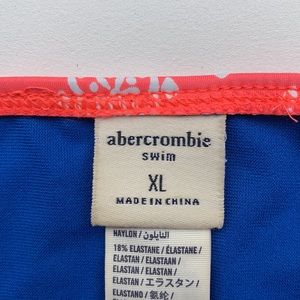 abercrombie
swim
XL
MADE IN CHINA
NAYLON / النايلون
18% ELASTANE / ÉLASTANE /
ELASTAN / ELASTAAN /
ELASTAN / ELASTAN /
ELASTAN / エラスタン /
ELASTANO / 氨纶 /